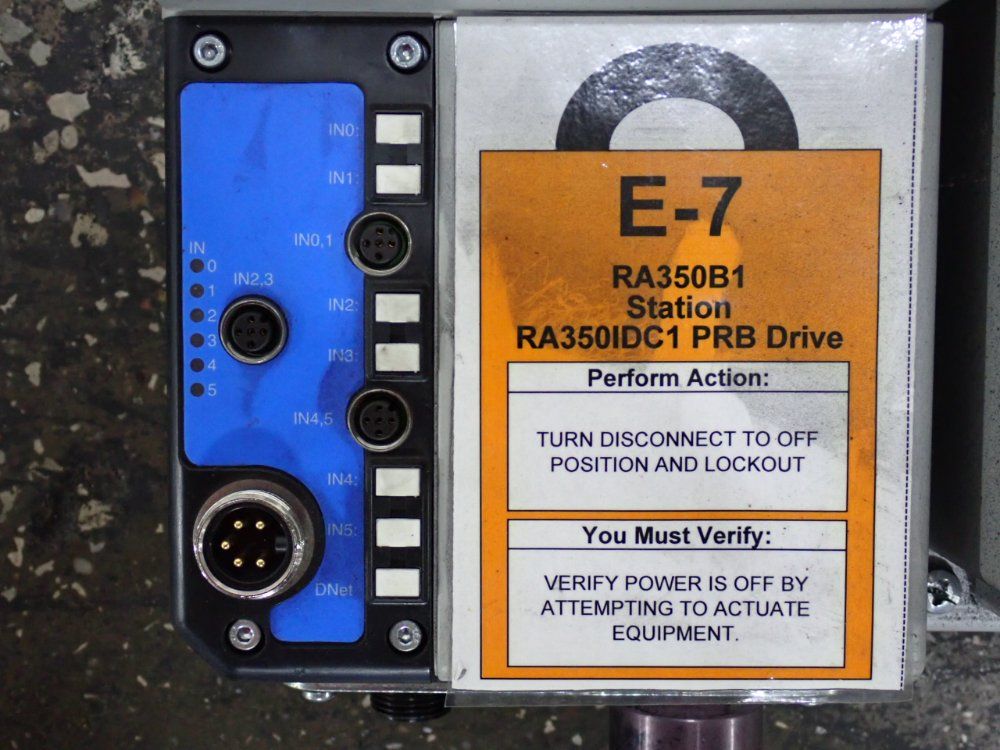 IN0:
IN1:
IN0,1
IN
0
1
2
3
4
5
IN2,3
IN2:
IN3:
IN4,5
IN4:
IN5:
DNet
E-7
RA350B1
Station
RA350IDC1 PRB Drive
Perform Action:
TURN DISCONNECT TO OFF
POSITION AND LOCKOUT
You Must Verify:
VERIFY POWER IS OFF BY
ATTEMPTING TO ACTUATE
EQUIPMENT.